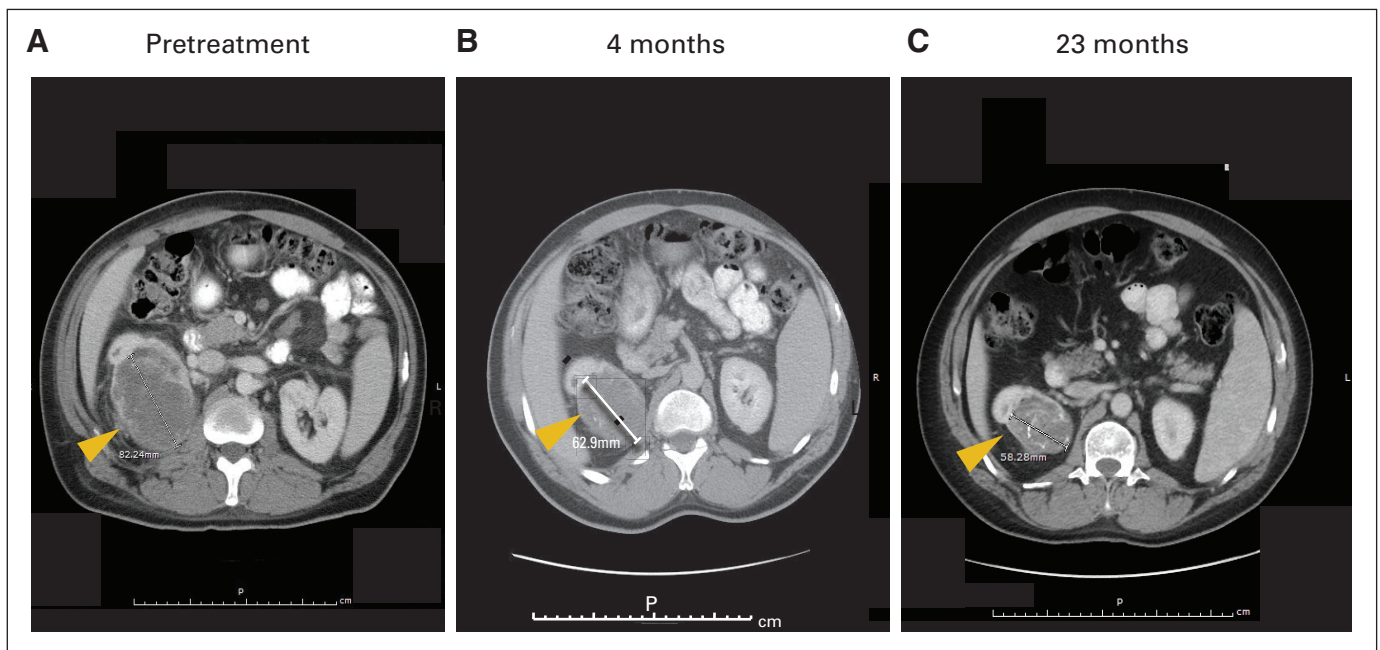 A Pretreatment
B 4 months
C 23 months
L
R
82.24mm
P
cm
R
L
62.9mm
P
cm
L
58.28mm
P
cm